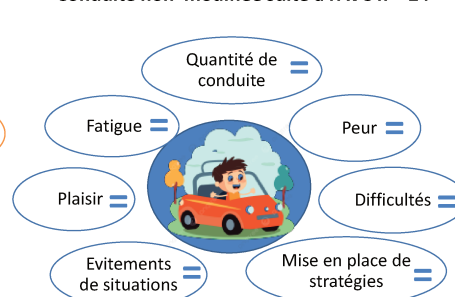 Quantité de
conduite =
Fatigue =
Peur =
Plaisir =
Difficultés =
Evitements
de situations =
Mise en place de
stratégies =